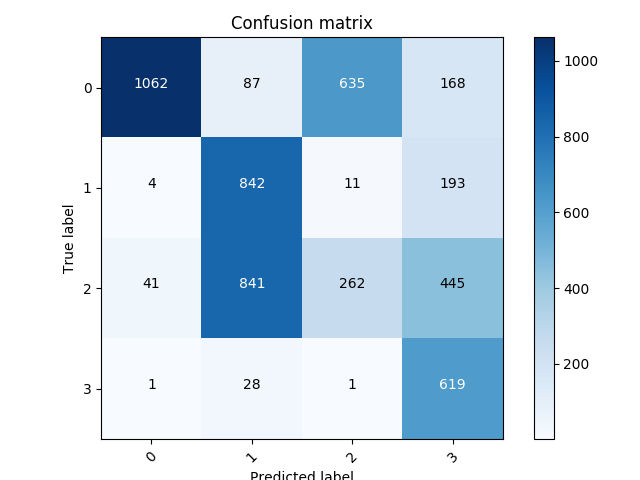 Confusion matrix
0 1062 87 635 168
1 4 842 11 193
2 41 841 262 445
3 1 28 1 619
0 1 2 3
True label
Predicted label
1000
800
600
400
200